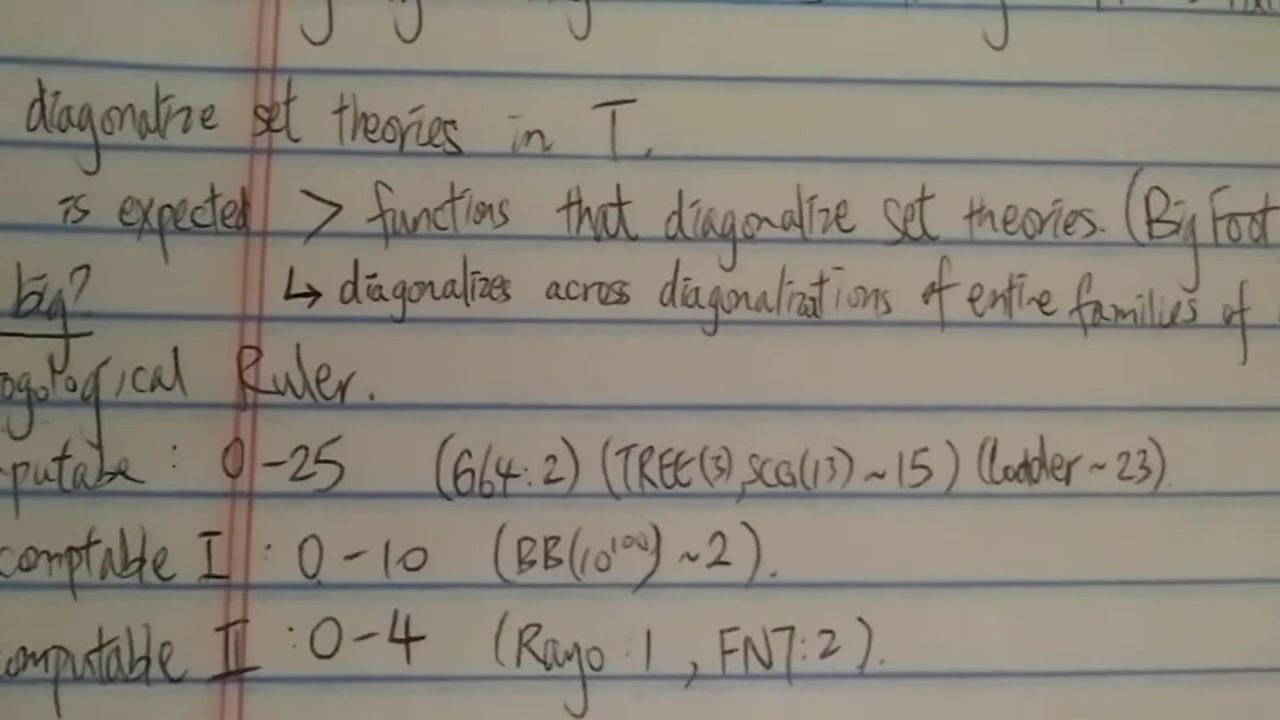 diagonalize set theories in T.
is expected > functions that diagonalize set theories. (Big Foot
big?
↳ diagonalizes across diagonalizations of entire families of
ogological Ruler.
putable : 0-25 (G64:2) (TREE(3), SCG(13) ~ 15) (Loader ~ 23).
comptable I : 0-10 (BB(10^100) ~ 2).
omputable II : 0-4 (Rayo : 1, FN7:2).